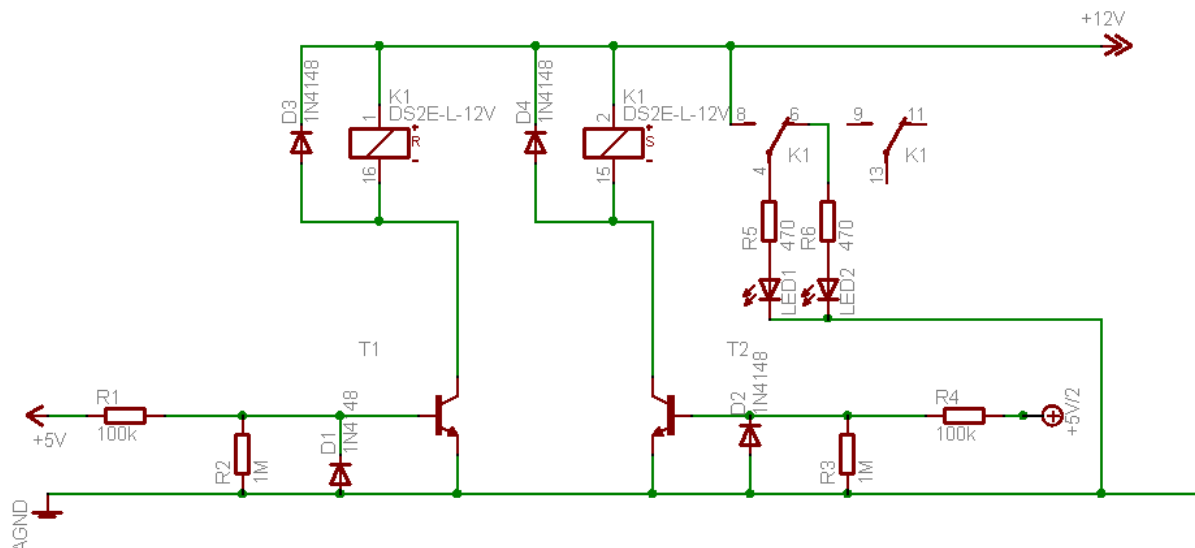 +12V
D3
1N4148
K1
DS2E-L-12V
1
+
R
-
16
D4
1N4148
K1
DS2E-L-12V
2
+
S
-
15
8
6
9
11
K1
K1
4
13
R5
470
R6
470
LED1
LED2
T1
T2
R1
100k
+5V
R2
1M
D1
1N4148
D2
1N4148
R3
1M
R4
100k
+5V/2
AGND